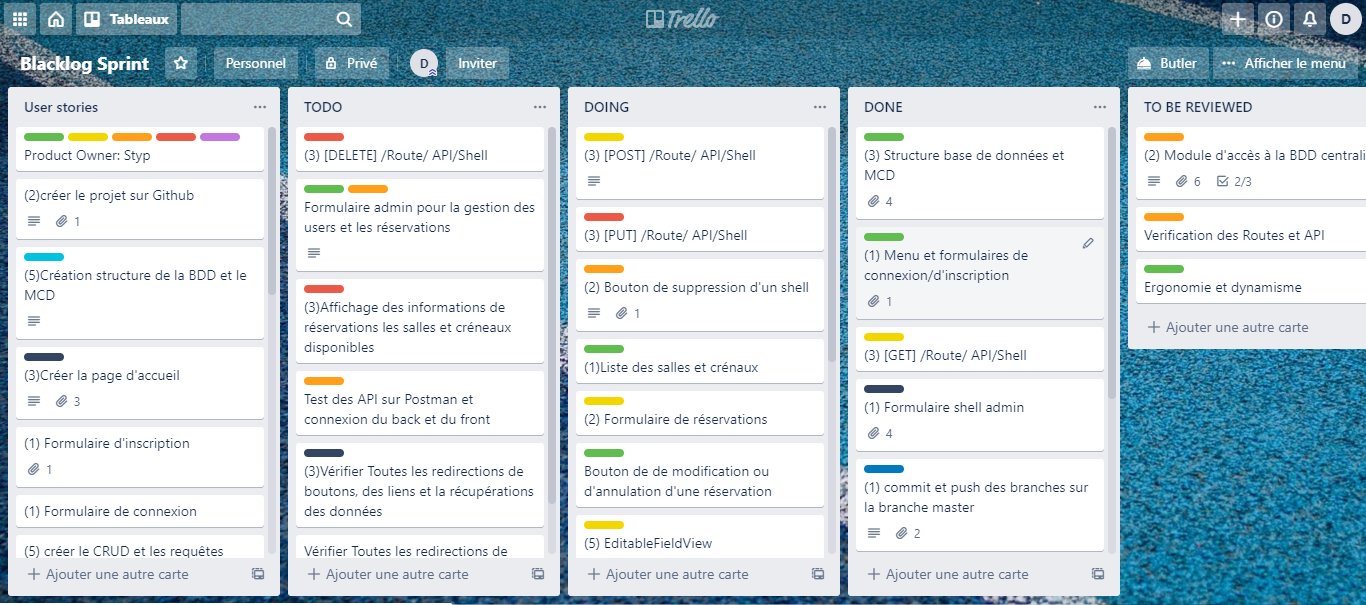 Tableaux
Trello
D
Blacklog Sprint
Personnel
Privé
D
Inviter
Butler
Afficher le menu
User stories
Product Owner: Styp
(2)créer le projet sur Github
1
(5)Création structure de la BDD et le
MCD
(3)Créer la page d'accueil
3
(1) Formulaire d'inscription
1
(1) Formulaire de connexion
(5) créer le CRUD et les requêtes
Ajouter une autre carte
TODO
(3) [DELETE] /Route/ API/Shell
Formulaire admin pour la gestion des
users et les réservations
(3)Affichage des informations de
réservations les salles et créneaux
disponibles
Test des API sur Postman et
connexion du back et du front
(3)Vérifier Toutes les redirections de
boutons, des liens et la récupérations
des données
Vérifier Toutes les redirections de
Ajouter une autre carte
DOING
(3) [POST] /Route/ API/Shell
(3) [PUT] /Route/ API/Shell
(2) Bouton de suppression d'un shell
1
(1)Liste des salles et crénaux
(2) Formulaire de réservations
Bouton de de modification ou
d'annulation d'une réservation
(5) EditableFieldView
Ajouter une autre carte
DONE
(3) Structure base de données et
MCD
4
(1) Menu et formulaires de
connexion/d'inscription
1
(3) [GET] /Route/ API/Shell
(1) Formulaire shell admin
4
(1) commit et push des branches sur
la branche master
2
Ajouter une autre carte
TO BE REVIEWED
(2) Module d'accès à la BDD centrali
6 2/3
Verification des Routes et API
Ergonomie et dynamisme
Ajouter une autre carte